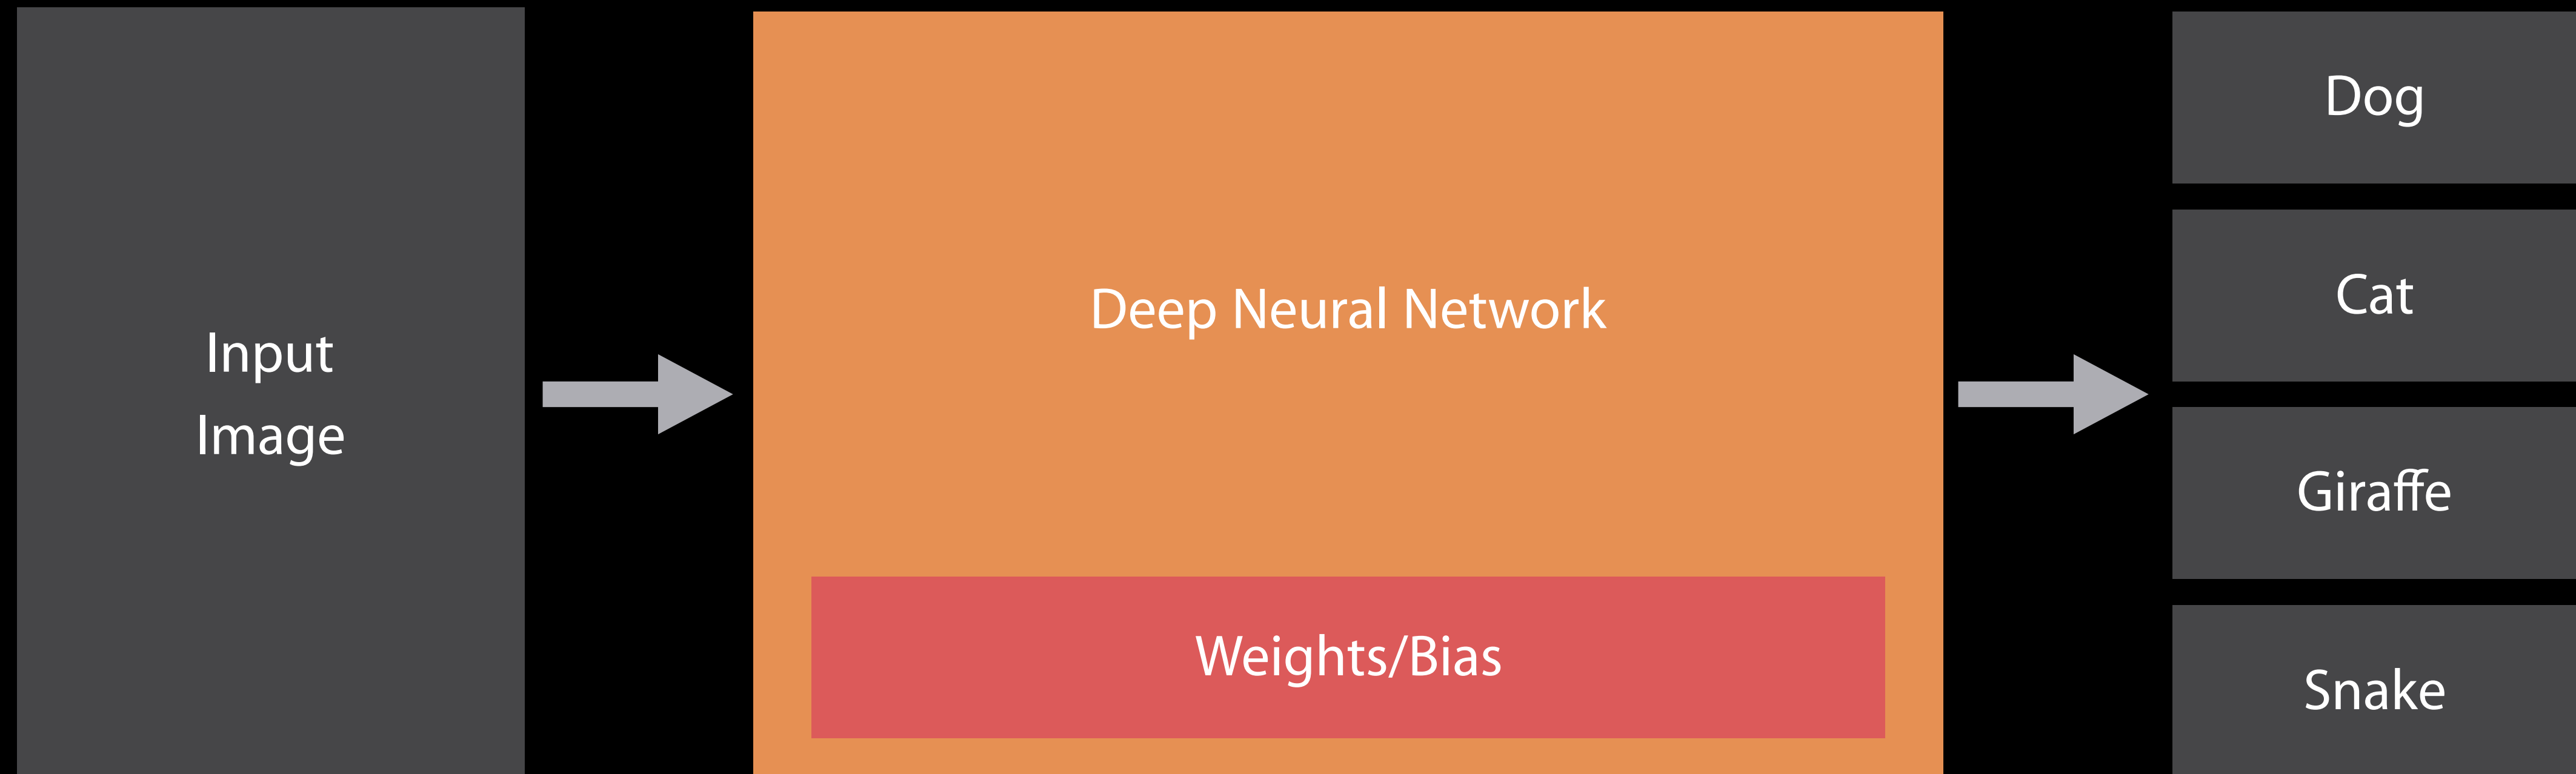 Input
Image
Deep Neural Network
Weights/Bias
Dog
Cat
Giraffe
Snake